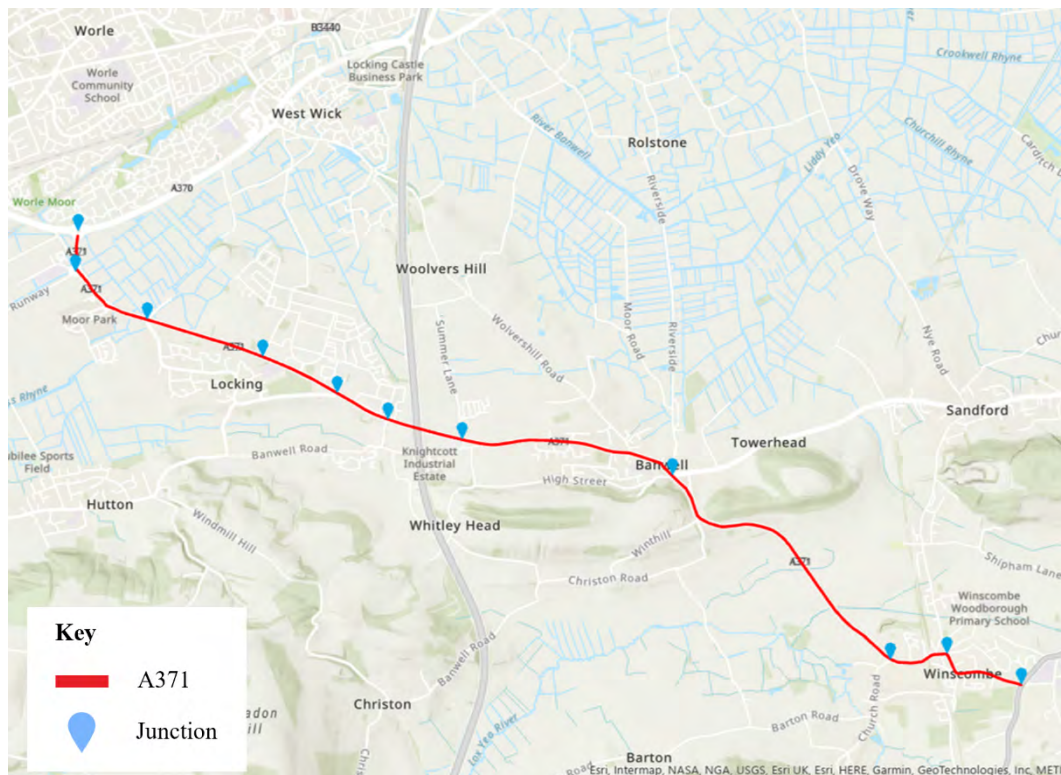 Worle
B3440
Locking Castle
Business Park
Worle
Community
School
West Wick
Crookwell Rhyne
River Banwell
Rolstone
Liddy Yeo
Churchill Rhyne
A370
Riverside
Drove Way
Worle Moor
A371
Woolvers Hill
Runway
A371
Moor Park
Summer Lane
Wolvershill Road
Moor Road
Riverside
Nye Road
A371
Locking
Sandford
Jubilee Sports
Field
Banwell Road
Knightcott
Industrial
Estate
A371
Banwell
Towerhead
High Street
Hutton
Windmill Hill
Whitley Head
Winthill
Christon Road
A371
Shipham Lane
Winscombe
Woodborough
Primary School
Banwell Road
Church Road
Winscombe
Christon
Lox Yea River
Barton Road
Barton
Road
Key
A371
Junction
Esri, Intermap, NASA, NGA, USGS, Esri UK, Esri, HERE, Garmin, GeoTechnologies, Inc, MET